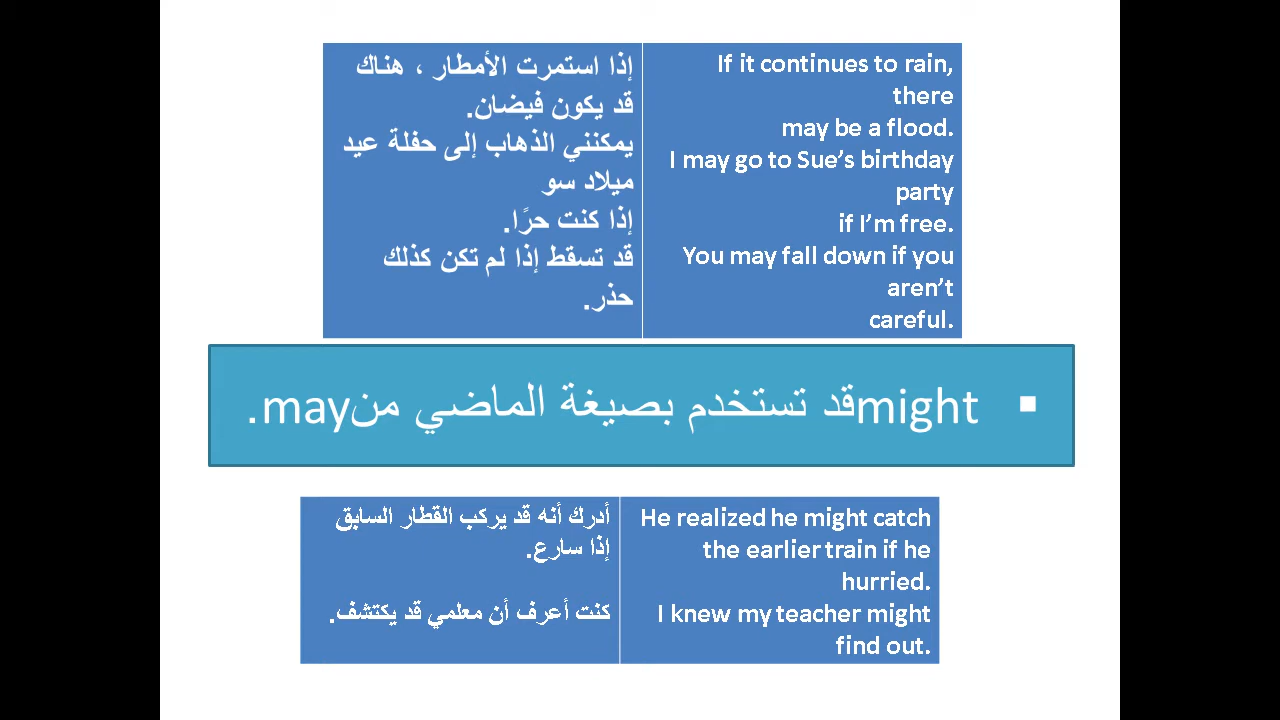 إذا استمرت الأمطار ، هناك
قد يكون فيضان.
يمكنني الذهاب إلى حفلة عيد
ميلاد سو
إذا كنت حرًا.
قد تسقط إذا لم تكن كذلك
حذر.
If it continues to rain,
there
may be a flood.
I may go to Sue’s birthday
party
if I’m free.
You may fall down if you
aren’t
careful.
▪ mightقد تستخدم بصيغة الماضي منmay.
أدرك أنه قد يركب القطار السابق
إذا سارع.
كنت أعرف أن معلمي قد يكتشف.
He realized he might catch
the earlier train if he
hurried.
I knew my teacher might
find out.